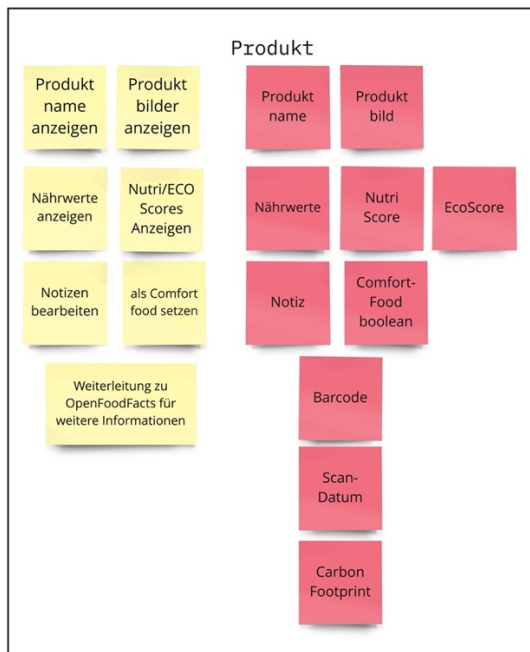 Produkt
Produkt
name
anzeigen
Produkt
bilder
anzeigen
Nährwerte
anzeigen
Nutri/ECO
Scores
Anzeigen
Notizen
bearbeiten
als Comfort
food setzen
Weiterleitung zu
OpenFoodFacts für
weitere Informationen
Produkt
name
Produkt
bild
Nährwerte
Nutri
Score
EcoScore
Notiz
Comfort-
Food
boolean
Barcode
Scan-
Datum
Carbon
Footprint